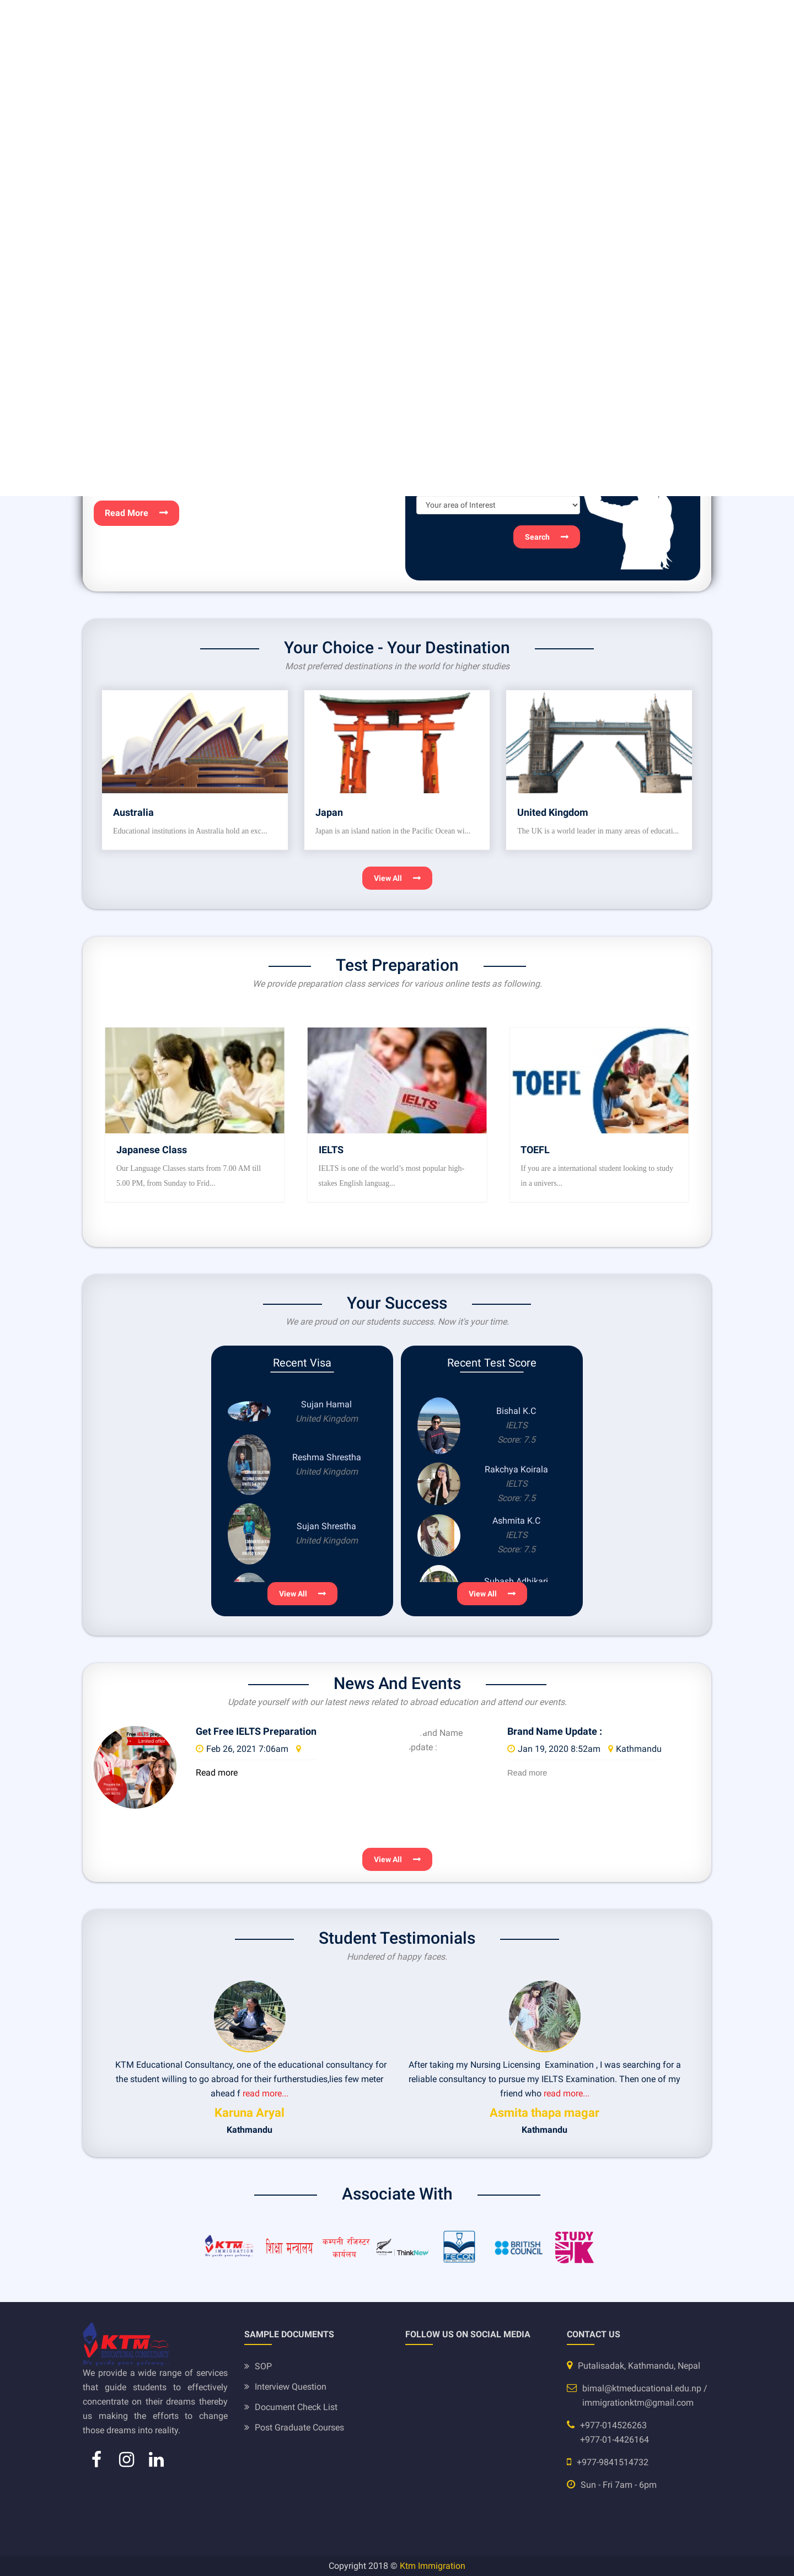 Read More
Your area of Interest
Search
Your Choice - Your Destination
Most preferred destinations in the world for higher studies
Australia
Educational institutions in Australia hold an exc...
Japan
Japan is an island nation in the Pacific Ocean wi...
United Kingdom
The UK is a world leader in many areas of educati...
View All
Test Preparation
We provide preparation class services for various online tests as following.
IELTS
TOEFL
Japanese Class
Our Language Classes starts from 7.00 AM till
5.00 PM, from Sunday to Frid...
IELTS
IELTS is one of the world's most popular high-
stakes English languag...
TOEFL
If you are a international student looking to study
in a univers...
Your Success
We are proud on our students success. Now it's your time.
Recent Visa
Sujan Hamal
United Kingdom
Reshma Shrestha
United Kingdom
Sujan Shrestha
United Kingdom
View All
Recent Test Score
Bishal K.C
IELTS
Score: 7.5
Rakchya Koirala
IELTS
Score: 7.5
Ashmita K.C
IELTS
Score: 7.5
Subash Adhikari
View All
News And Events
Update yourself with our latest news related to abroad education and attend our events.
Limited offer
Get Free IELTS Preparation
Feb 26, 2021 7:06am
Read more
and Name
pdate :
Brand Name Update :
Jan 19, 2020 8:52am Kathmandu
Read more
View All
Student Testimonials
Hundered of happy faces.
KTM Educational Consultancy, one of the educational consultancy for
the student willing to go abroad for their furtherstudies,lies few meter
ahead f read more...
Karuna Aryal
Kathmandu
After taking my Nursing Licensing Examination , I was searching for a
reliable consultancy to pursue my IELTS Examination. Then one of my
friend who read more...
Asmita thapa magar
Kathmandu
Associate With
KTM
IMMIGRATION
शिक्षा मन्त्रालय
कम्पनी रजिस्टर
कार्यलय
ThinkNew
FECON
BRITISH
COUNCIL
STUDY
UK
KTM
EDUCATIONAL CONSULTANCY
We provide a wide range of services
that guide students to effectively
concentrate on their dreams thereby
us making the efforts to change
those dreams into reality.
SAMPLE DOCUMENTS
SOP
Interview Question
Document Check List
Post Graduate Courses
FOLLOW US ON SOCIAL MEDIA
CONTACT US
Putalisadak, Kathmandu, Nepal
bimal@ktmeducational.edu.np /
immigrationktm@gmail.com
+977-014526263
+977-01-4426164
+977-9841514732
Sun - Fri 7am - 6pm
Copyright 2018 © Ktm Immigration